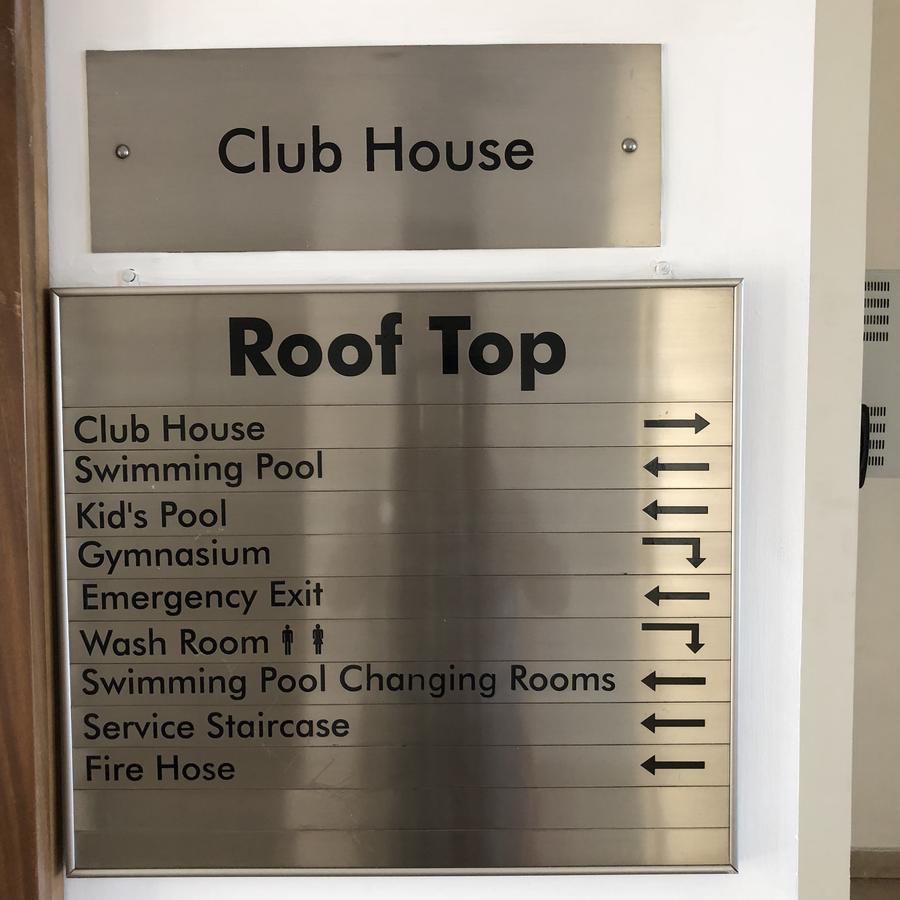 Club House
Roof Top
Club House
Swimming Pool
Kid's Pool
Gymnasium
Emergency Exit
Wash Room
Swimming Pool Changing Rooms
Service Staircase
Fire Hose